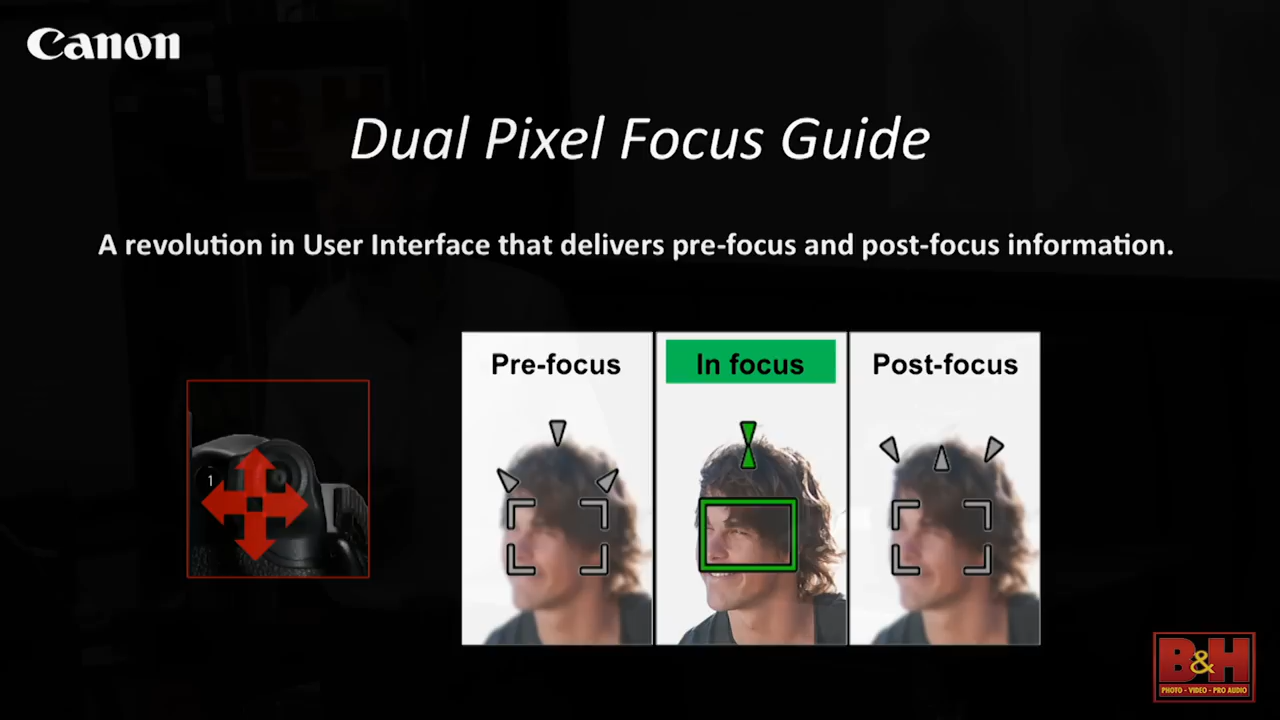 Canon
Dual Pixel Focus Guide
A revolution in User Interface that delivers pre-focus and post-focus information.
Pre-focus
In focus
Post-focus
1
B&H
PHOTO - VIDEO - PRO AUDIO